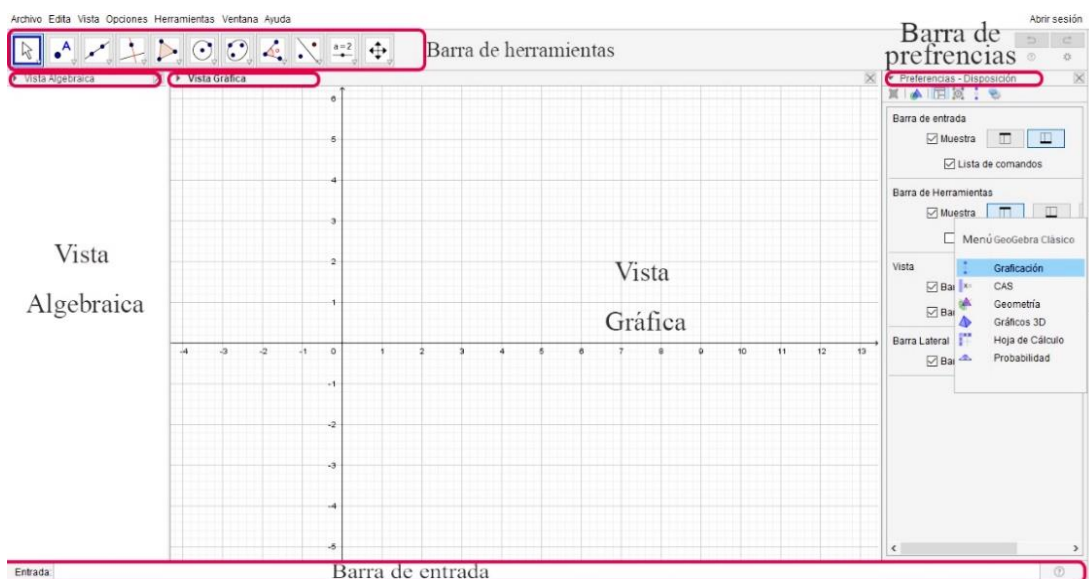 Archivo Edita Vista Opciones Herramientas Ventana Ayuda
Abrir sesión
A
a=2
Barra de herramientas
Barra de
prefrencias
Vista Algebraica
Vista Gráfica
Preferencias - Disposición
Barra de entrada
Muestra
Lista de comandos
Barra de Herramientas
Muestra
Menú GeoGebra Clásico
Graficación
CAS
Geometría
Gráficos 3D
Hoja de Cálculo
Probabilidad
Vista
Ba
Ba
Barra Lateral
Ba
Vista
Algebraica
Vista
Gráfica
6
5
4
3
2
1
-4 -3 -2 -1 0 1 2 3 4 5 6 7 8 9 10 11 12 13
-1
-2
-3
-4
-5
Entrada:
Barra de entrada